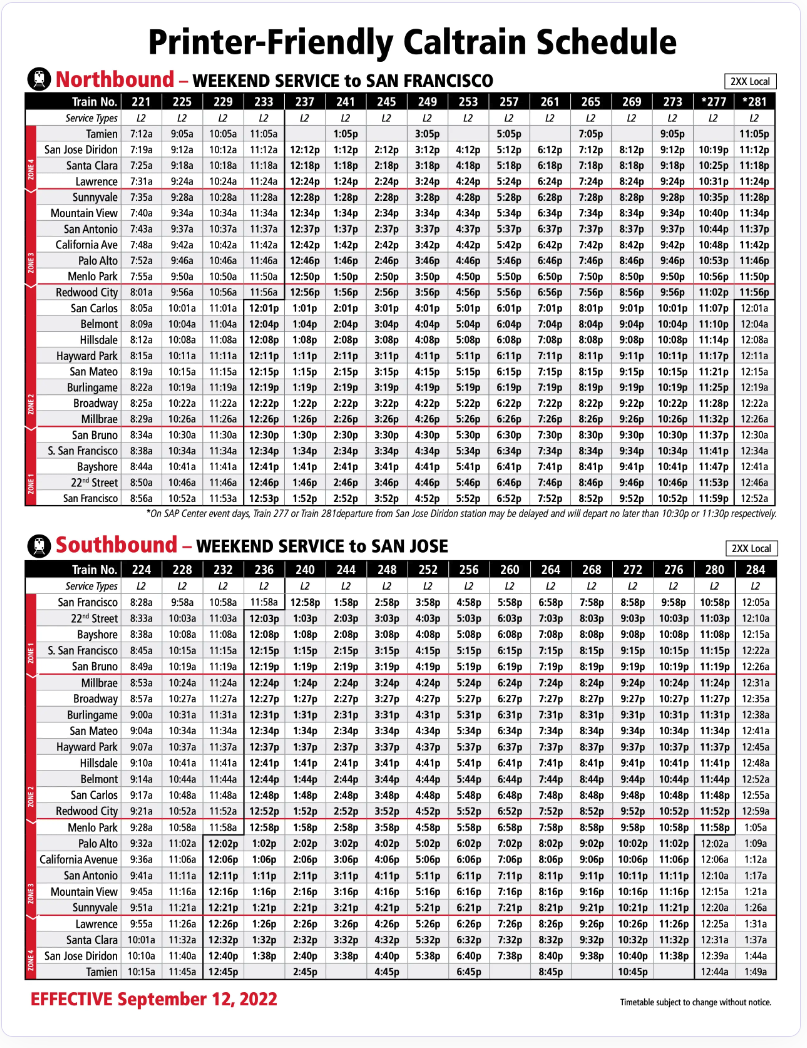 Printer-Friendly Caltrain Schedule
Northbound – WEEKEND SERVICE to SAN FRANCISCO
2XX Local
Train No. 221 225 229 233 237 241 245 249 253 257 261 265 269 273 *277 *281
Service Types L2 L2 L2 L2 L2 L2 L2 L2 L2 L2 L2 L2 L2 L2 L2 L2
ZONE 4
Tamien 7:12a 9:05a 10:05a 11:05a 1:05p 3:05p 5:05p 7:05p 9:05p 11:05p
San Jose Diridon 7:19a 9:12a 10:12a 11:12a 12:12p 1:12p 2:12p 3:12p 4:12p 5:12p 6:12p 7:12p 8:12p 9:12p 10:19p 11:12p
Santa Clara 7:25a 9:18a 10:18a 11:18a 12:18p 1:18p 2:18p 3:18p 4:18p 5:18p 6:18p 7:18p 8:18p 9:18p 10:25p 11:18p
Lawrence 7:31a 9:24a 10:24a 11:24a 12:24p 1:24p 2:24p 3:24p 4:24p 5:24p 6:24p 7:24p 8:24p 9:24p 10:31p 11:24p
ZONE 3
Sunnyvale 7:35a 9:28a 10:28a 11:28a 12:28p 1:28p 2:28p 3:28p 4:28p 5:28p 6:28p 7:28p 8:28p 9:28p 10:35p 11:28p
Mountain View 7:40a 9:34a 10:34a 11:34a 12:34p 1:34p 2:34p 3:34p 4:34p 5:34p 6:34p 7:34p 8:34p 9:34p 10:40p 11:34p
San Antonio 7:43a 9:37a 10:37a 11:37a 12:37p 1:37p 2:37p 3:37p 4:37p 5:37p 6:37p 7:37p 8:37p 9:37p 10:44p 11:37p
California Ave 7:48a 9:42a 10:42a 11:42a 12:42p 1:42p 2:42p 3:42p 4:42p 5:42p 6:42p 7:42p 8:42p 9:42p 10:48p 11:42p
Palo Alto 7:52a 9:46a 10:46a 11:46a 12:46p 1:46p 2:46p 3:46p 4:46p 5:46p 6:46p 7:46p 8:46p 9:46p 10:53p 11:46p
Menlo Park 7:55a 9:50a 10:50a 11:50a 12:50p 1:50p 2:50p 3:50p 4:50p 5:50p 6:50p 7:50p 8:50p 9:50p 10:56p 11:50p
ZONE 2
Redwood City 8:01a 9:56a 10:56a 11:56a 12:56p 1:56p 2:56p 3:56p 4:56p 5:56p 6:56p 7:56p 8:56p 9:56p 11:02p 11:56p
San Carlos 8:05a 10:01a 11:01a 12:01p 1:01p 2:01p 3:01p 4:01p 5:01p 6:01p 7:01p 8:01p 9:01p 10:01p 11:07p 12:01a
Belmont 8:09a 10:04a 11:04a 12:04p 1:04p 2:04p 3:04p 4:04p 5:04p 6:04p 7:04p 8:04p 9:04p 10:04p 11:10p 12:04a
Hillsdale 8:12a 10:08a 11:08a 12:08p 1:08p 2:08p 3:08p 4:08p 5:08p 6:08p 7:08p 8:08p 9:08p 10:08p 11:14p 12:08a
Hayward Park 8:15a 10:11a 11:11a 12:11p 1:11p 2:11p 3:11p 4:11p 5:11p 6:11p 7:11p 8:11p 9:11p 10:11p 11:17p 12:11a
San Mateo 8:19a 10:15a 11:15a 12:15p 1:15p 2:15p 3:15p 4:15p 5:15p 6:15p 7:15p 8:15p 9:15p 10:15p 11:21p 12:15a
Burlingame 8:22a 10:19a 11:19a 12:19p 1:19p 2:19p 3:19p 4:19p 5:19p 6:19p 7:19p 8:19p 9:19p 10:19p 11:25p 12:19a
Broadway 8:25a 10:22a 11:22a 12:22p 1:22p 2:22p 3:22p 4:22p 5:22p 6:22p 7:22p 8:22p 9:22p 10:22p 11:28p 12:22a
Millbrae 8:29a 10:26a 11:26a 12:26p 1:26p 2:26p 3:26p 4:26p 5:26p 6:26p 7:26p 8:26p 9:26p 10:26p 11:32p 12:26a
ZONE 1
San Bruno 8:34a 10:30a 11:30a 12:30p 1:30p 2:30p 3:30p 4:30p 5:30p 6:30p 7:30p 8:30p 9:30p 10:30p 11:37p 12:30a
S. San Francisco 8:38a 10:34a 11:34a 12:34p 1:34p 2:34p 3:34p 4:34p 5:34p 6:34p 7:34p 8:34p 9:34p 10:34p 11:41p 12:34a
Bayshore 8:44a 10:41a 11:41a 12:41p 1:41p 2:41p 3:41p 4:41p 5:41p 6:41p 7:41p 8:41p 9:41p 10:41p 11:47p 12:41a
22nd Street 8:50a 10:46a 11:46a 12:46p 1:46p 2:46p 3:46p 4:46p 5:46p 6:46p 7:46p 8:46p 9:46p 10:46p 11:53p 12:46a
San Francisco 8:56a 10:52a 11:53a 12:53p 1:52p 2:52p 3:52p 4:52p 5:52p 6:52p 7:52p 8:52p 9:52p 10:52p 11:59p 12:52a
*On SAP Center event days, Train 277 or Train 281departure from San Jose Diridon station may be delayed and will depart no later than 10:30p or 11:30p respectively.
Southbound – WEEKEND SERVICE to SAN JOSE
2XX Local
Train No. 224 228 232 236 240 244 248 252 256 260 264 268 272 276 280 284
Service Types L2 L2 L2 L2 L2 L2 L2 L2 L2 L2 L2 L2 L2 L2 L2 L2
ZONE 1
San Francisco 8:28a 9:58a 10:58a 11:58a 12:58p 1:58p 2:58p 3:58p 4:58p 5:58p 6:58p 7:58p 8:58p 9:58p 10:58p 12:05a
22nd Street 8:33a 10:03a 11:03a 12:03p 1:03p 2:03p 3:03p 4:03p 5:03p 6:03p 7:03p 8:03p 9:03p 10:03p 11:03p 12:10a
Bayshore 8:38a 10:08a 11:08a 12:08p 1:08p 2:08p 3:08p 4:08p 5:08p 6:08p 7:08p 8:08p 9:08p 10:08p 11:08p 12:15a
S. San Francisco 8:45a 10:15a 11:15a 12:15p 1:15p 2:15p 3:15p 4:15p 5:15p 6:15p 7:15p 8:15p 9:15p 10:15p 11:15p 12:22a
San Bruno 8:49a 10:19a 11:19a 12:19p 1:19p 2:19p 3:19p 4:19p 5:19p 6:19p 7:19p 8:19p 9:19p 10:19p 11:19p 12:26a
ZONE 2
Millbrae 8:53a 10:24a 11:24a 12:24p 1:24p 2:24p 3:24p 4:24p 5:24p 6:24p 7:24p 8:24p 9:24p 10:24p 11:24p 12:31a
Broadway 8:57a 10:27a 11:27a 12:27p 1:27p 2:27p 3:27p 4:27p 5:27p 6:27p 7:27p 8:27p 9:27p 10:27p 11:27p 12:35a
Burlingame 9:00a 10:31a 11:31a 12:31p 1:31p 2:31p 3:31p 4:31p 5:31p 6:31p 7:31p 8:31p 9:31p 10:31p 11:31p 12:38a
San Mateo 9:04a 10:34a 11:34a 12:34p 1:34p 2:34p 3:34p 4:34p 5:34p 6:34p 7:34p 8:34p 9:34p 10:34p 11:34p 12:41a
Hayward Park 9:07a 10:37a 11:37a 12:37p 1:37p 2:37p 3:37p 4:37p 5:37p 6:37p 7:37p 8:37p 9:37p 10:37p 11:37p 12:45a
Hillsdale 9:10a 10:41a 11:41a 12:41p 1:41p 2:41p 3:41p 4:41p 5:41p 6:41p 7:41p 8:41p 9:41p 10:41p 11:41p 12:48a
Belmont 9:14a 10:44a 11:44a 12:44p 1:44p 2:44p 3:44p 4:44p 5:44p 6:44p 7:44p 8:44p 9:44p 10:44p 11:44p 12:52a
San Carlos 9:17a 10:48a 11:48a 12:48p 1:48p 2:48p 3:48p 4:48p 5:48p 6:48p 7:48p 8:48p 9:48p 10:48p 11:48p 12:55a
Redwood City 9:21a 10:52a 11:52a 12:52p 1:52p 2:52p 3:52p 4:52p 5:52p 6:52p 7:52p 8:52p 9:52p 10:52p 11:52p 12:59a
ZONE 3
Menlo Park 9:28a 10:58a 11:58a 12:58p 1:58p 2:58p 3:58p 4:58p 5:58p 6:58p 7:58p 8:58p 9:58p 10:58p 11:58p 1:05a
Palo Alto 9:32a 11:02a 12:02p 1:02p 2:02p 3:02p 4:02p 5:02p 6:02p 7:02p 8:02p 9:02p 10:02p 11:02p 12:02a 1:09a
California Avenue 9:36a 11:06a 12:06p 1:06p 2:06p 3:06p 4:06p 5:06p 6:06p 7:06p 8:06p 9:06p 10:06p 11:06p 12:06a 1:12a
San Antonio 9:41a 11:11a 12:11p 1:11p 2:11p 3:11p 4:11p 5:11p 6:11p 7:11p 8:11p 9:11p 10:11p 11:11p 12:10a 1:17a
Mountain View 9:45a 11:16a 12:16p 1:16p 2:16p 3:16p 4:16p 5:16p 6:16p 7:16p 8:16p 9:16p 10:16p 11:16p 12:15a 1:21a
Sunnyvale 9:51a 11:21a 12:21p 1:21p 2:21p 3:21p 4:21p 5:21p 6:21p 7:21p 8:21p 9:21p 10:21p 11:21p 12:20a 1:26a
ZONE 4
Lawrence 9:55a 11:26a 12:26p 1:26p 2:26p 3:26p 4:26p 5:26p 6:26p 7:26p 8:26p 9:26p 10:26p 11:26p 12:25a 1:31a
Santa Clara 10:01a 11:32a 12:32p 1:32p 2:32p 3:32p 4:32p 5:32p 6:32p 7:32p 8:32p 9:32p 10:32p 11:32p 12:31a 1:37a
San Jose Diridon 10:10a 11:40a 12:40p 1:38p 2:40p 3:38p 4:40p 5:38p 6:40p 7:38p 8:40p 9:38p 10:40p 11:38p 12:39a 1:44a
Tamien 10:15a 11:45a 12:45p 2:45p 4:45p 6:45p 8:45p 10:45p 12:44a 1:49a
EFFECTIVE September 12, 2022
Timetable subject to change without notice.